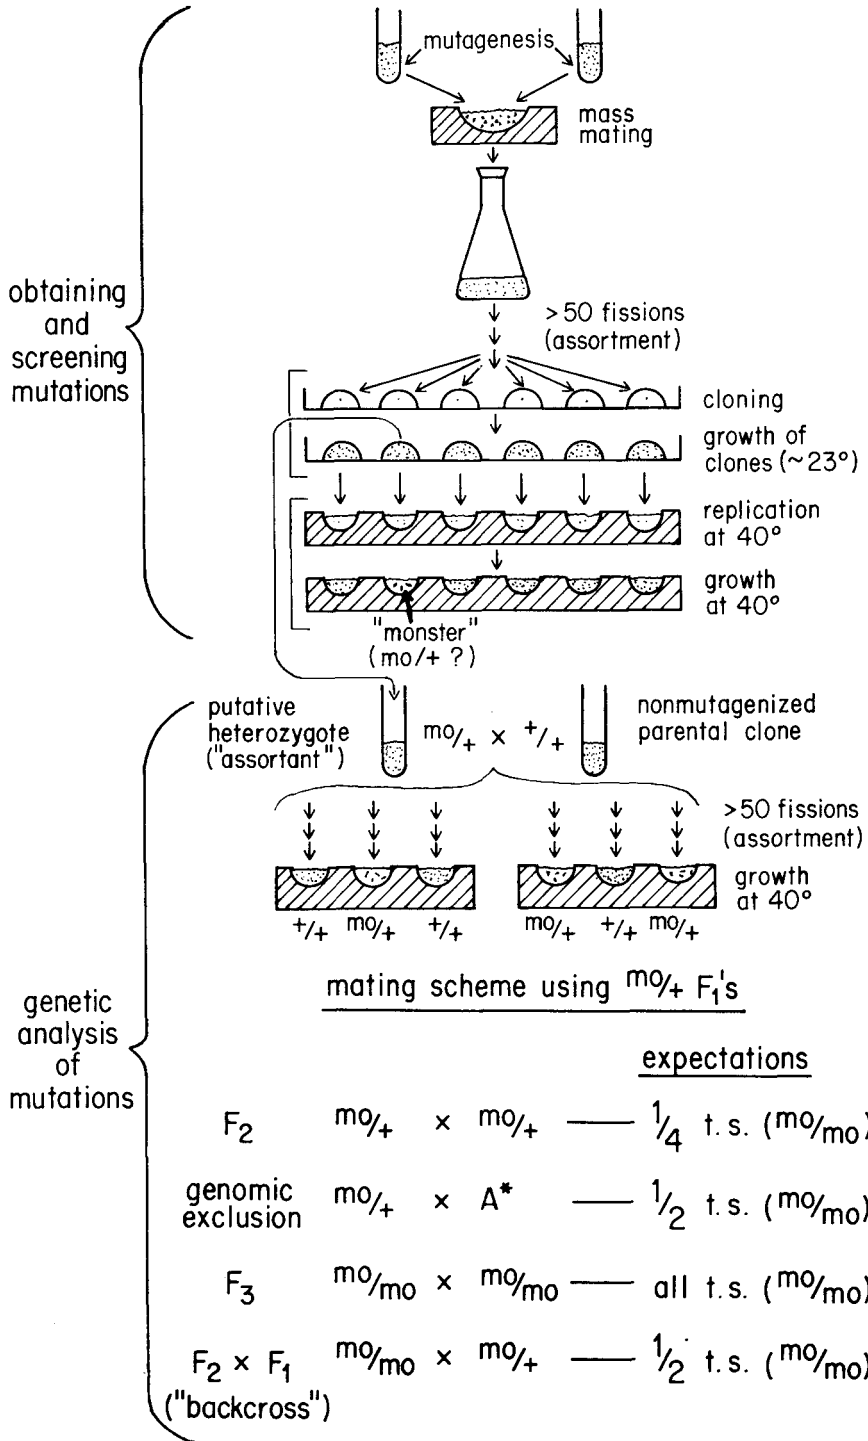 mutagenesis
mass
mating
obtaining
and
screening
mutations
> 50 fissions
(assortment)
cloning
growth of
clones (~23°)
replication
at 40°
growth
at 40°
"monster"
(mo/+ ?)
putative
heterozygote
("assortant")
mo/+ × +/+
nonmutagenized
parental clone
>50 fissions
(assortment)
growth
at 40°
+/+ mo/+ +/+ mo/+ +/+ mo/+
genetic
analysis
of
mutations
mating scheme using mo/+ F₁'s
expectations
F₂ mo/+ × mo/+ — 1/4 t.s. (mo/mo)
genomic
exclusion mo/+ × A* — 1/2 t.s. (mo/mo)
F₃ mo/mo × mo/mo — all t.s. (mo/mo)
F₂ × F₁ mo/mo × mo/+ — 1/2 t.s. (mo/mo)
("backcross")